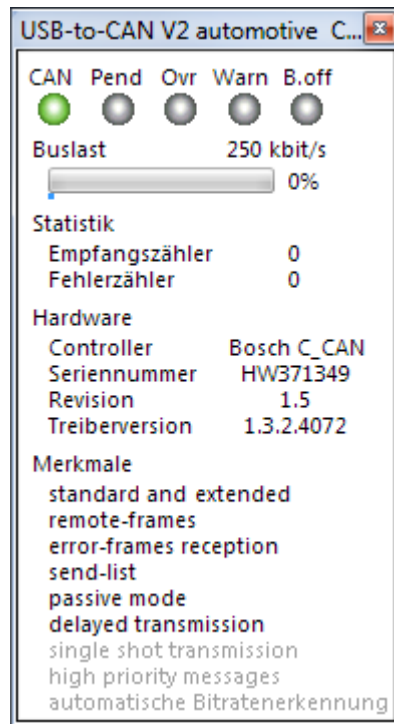 USB-to-CAN V2 automotive C...
CAN Pend Ovr Warn B.off
Buslast 250 kbit/s
0%
Statistik
Empfangszähler 0
Fehlerzähler 0
Hardware
Controller Bosch C_CAN
Seriennummer HW371349
Revision 1.5
Treiberversion 1.3.2.4072
Merkmale
standard and extended
remote-frames
error-frames reception
send-list
passive mode
delayed transmission
single shot transmission
high priority messages
automatische Bitratenerkennung